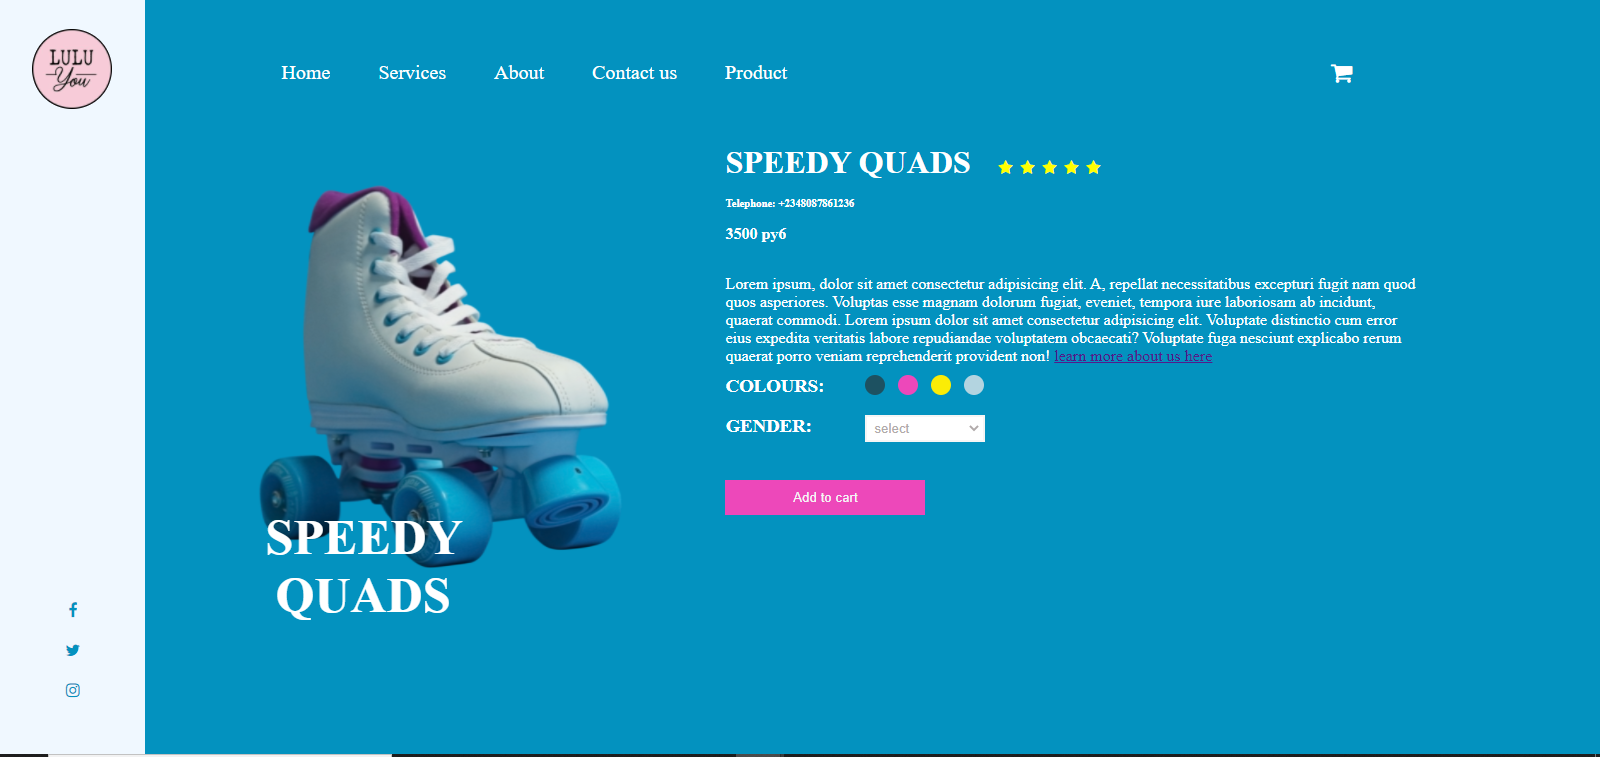 LULU
You
Home Services About Contact us Product
SPEEDY QUADS
Telephone: +2348087861236
3500 руб
Lorem ipsum, dolor sit amet consectetur adipisicing elit. A, repellat necessitatibus excepturi fugit nam quod
quos asperiores. Voluptas esse magnam dolorum fugiat, eveniet, tempora iure laboriosam ab incidunt,
quaerat commodi. Lorem ipsum dolor sit amet consectetur adipisicing elit. Voluptate distinctio cum error
eius expedita veritatis labore repudiandae voluptatem obcaecati? Voluptate fuga nesciunt explicabo rerum
quaerat porro veniam reprehenderit provident non! learn more about us here
COLOURS:
GENDER: select
Add to cart
SPEEDY
QUADS